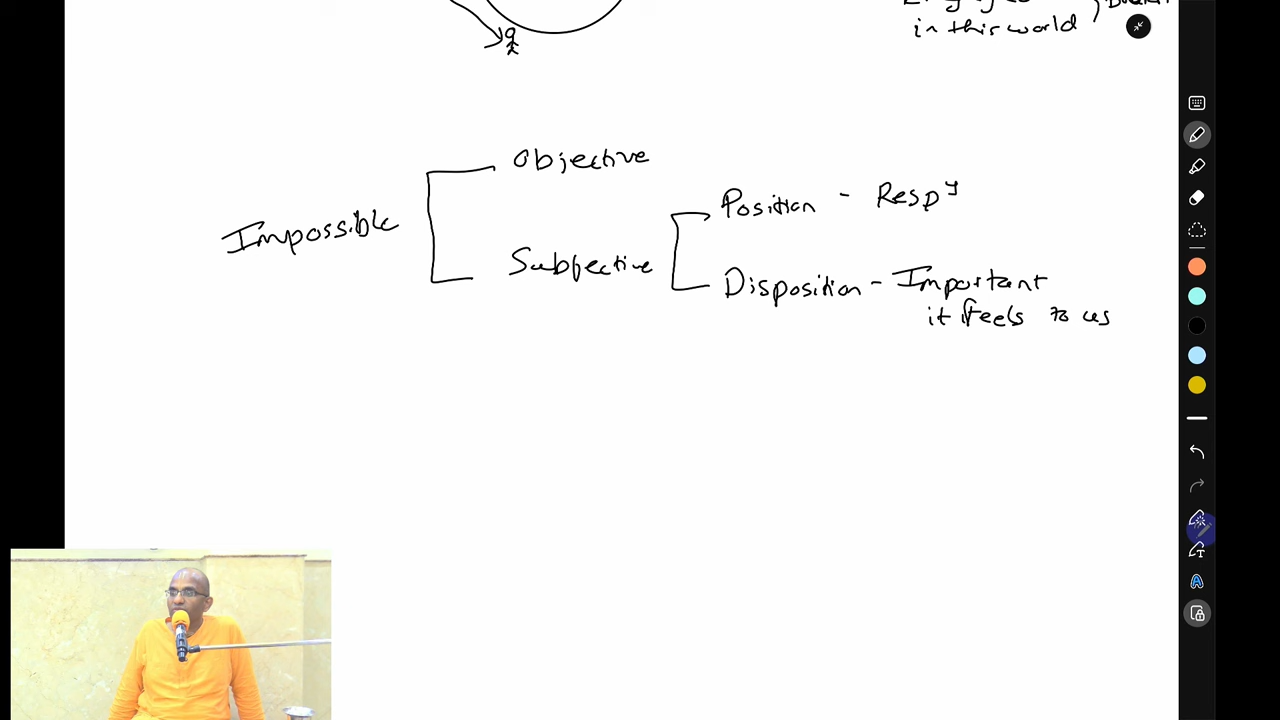 in this world
Objective
Position - Resp y
Impossible
Subjective
Disposition - Important
it feels to us